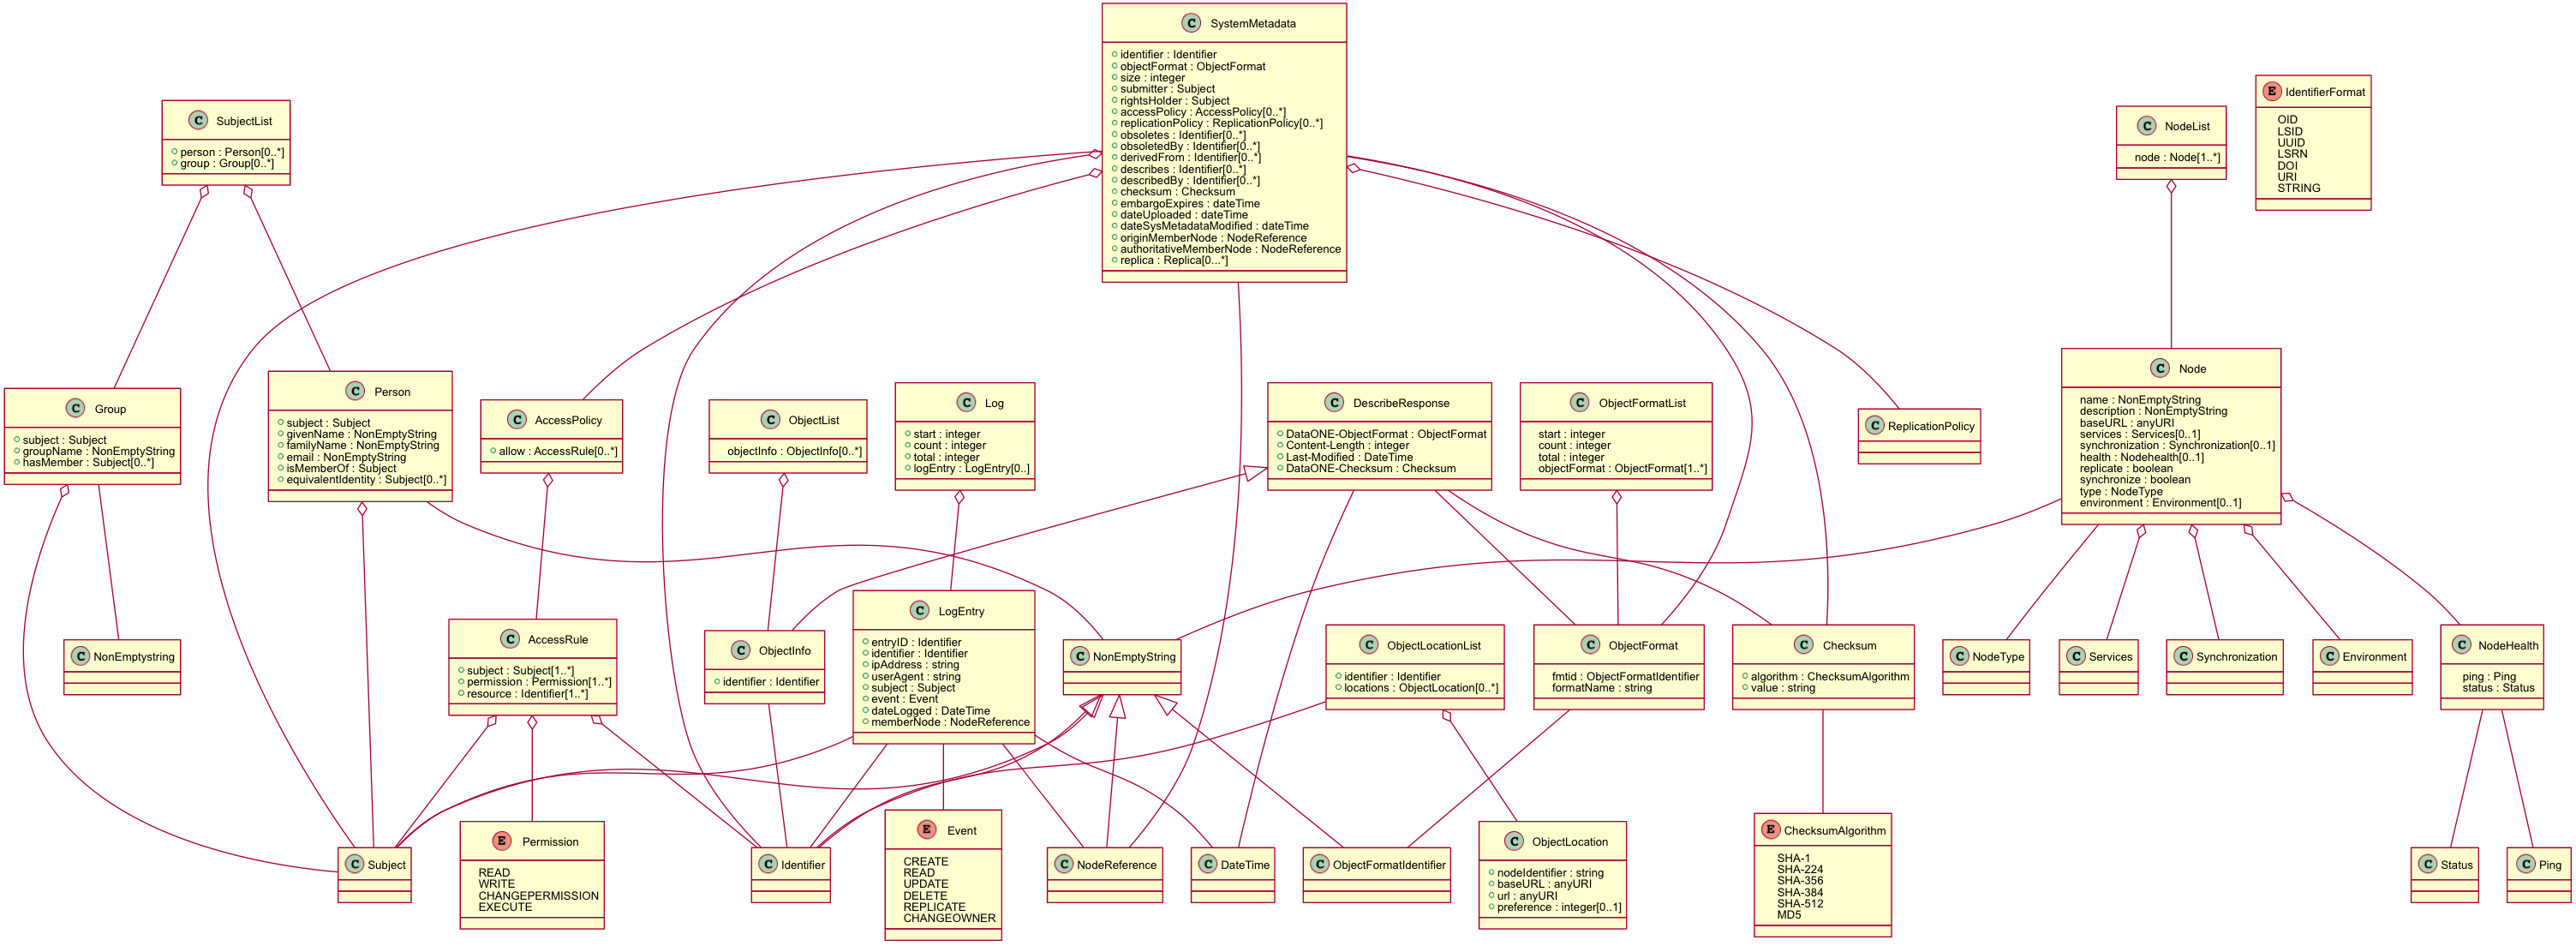 C SystemMetadata
identifier : Identifier
objectFormat : ObjectFormat
size : integer
submitter : Subject
rightsHolder : Subject
accessPolicy : AccessPolicy[0..*]
replicationPolicy : ReplicationPolicy[0..*]
obsoletes : Identifier[0..*]
obsoletedBy : Identifier[0..*]
derivedFrom : Identifier[0..*]
describes : Identifier[0..*]
describedBy : Identifier[0..*]
checksum : Checksum
embargoExpires : dateTime
dateUploaded : dateTime
dateSysMetadataModified : dateTime
originMemberNode : NodeReference
authoritativeMemberNode : NodeReference
replica : Replica[0...*]
C SubjectList
person : Person[0..*]
group : Group[0..*]
C NodeList
node : Node[1..*]
E IdentifierFormat
OID
LSID
UUID
LSRN
DOI
URI
STRING
C Group
subject : Subject
groupName : NonEmptyString
hasMember : Subject[0..*]
C Person
subject : Subject
givenName : NonEmptyString
familyName : NonEmptyString
email : NonEmptyString
isMemberOf : Subject
equivalentIdentity : Subject[0..*]
C AccessPolicy
allow : AccessRule[0..*]
C ObjectList
objectInfo : ObjectInfo[0..*]
C Log
start : integer
count : integer
total : integer
logEntry : LogEntry[0..]
C DescribeResponse
DataONE-ObjectFormat : ObjectFormat
Content-Length : integer
Last-Modified : DateTime
DataONE-Checksum : Checksum
C ObjectFormatList
start : integer
count : integer
total : integer
objectFormat : ObjectFormat[1..*]
C ReplicationPolicy
C Node
name : NonEmptyString
description : NonEmptyString
baseURL : anyURI
services : Services[0..1]
synchronization : Synchronization[0..1]
health : Nodehealth[0..1]
replicate : boolean
synchronize : boolean
type : NodeType
environment : Environment[0..1]
C NonEmptystring
C AccessRule
subject : Subject[1..*]
permission : Permission[1..*]
resource : Identifier[1..*]
C ObjectInfo
identifier : Identifier
C LogEntry
entryID : Identifier
identifier : Identifier
ipAddress : string
userAgent : string
subject : Subject
event : Event
dateLogged : DateTime
memberNode : NodeReference
C NonEmptyString
C ObjectLocationList
identifier : Identifier
locations : ObjectLocation[0..*]
C ObjectFormat
fmtid : ObjectFormatIdentifier
formatName : string
C Checksum
algorithm : ChecksumAlgorithm
value : string
C NodeType
C Services
C Synchronization
C Environment
C NodeHealth
ping : Ping
status : Status
C Subject
E Permission
READ
WRITE
CHANGEPERMISSION
EXECUTE
C Identifier
E Event
CREATE
READ
UPDATE
DELETE
REPLICATE
CHANGEOWNER
C NodeReference
C DateTime
C ObjectFormatIdentifier
C ObjectLocation
nodeIdentifier : string
baseURL : anyURI
url : anyURI
preference : integer[0..1]
E ChecksumAlgorithm
SHA-1
SHA-224
SHA-356
SHA-384
SHA-512
MD5
C Status
C Ping